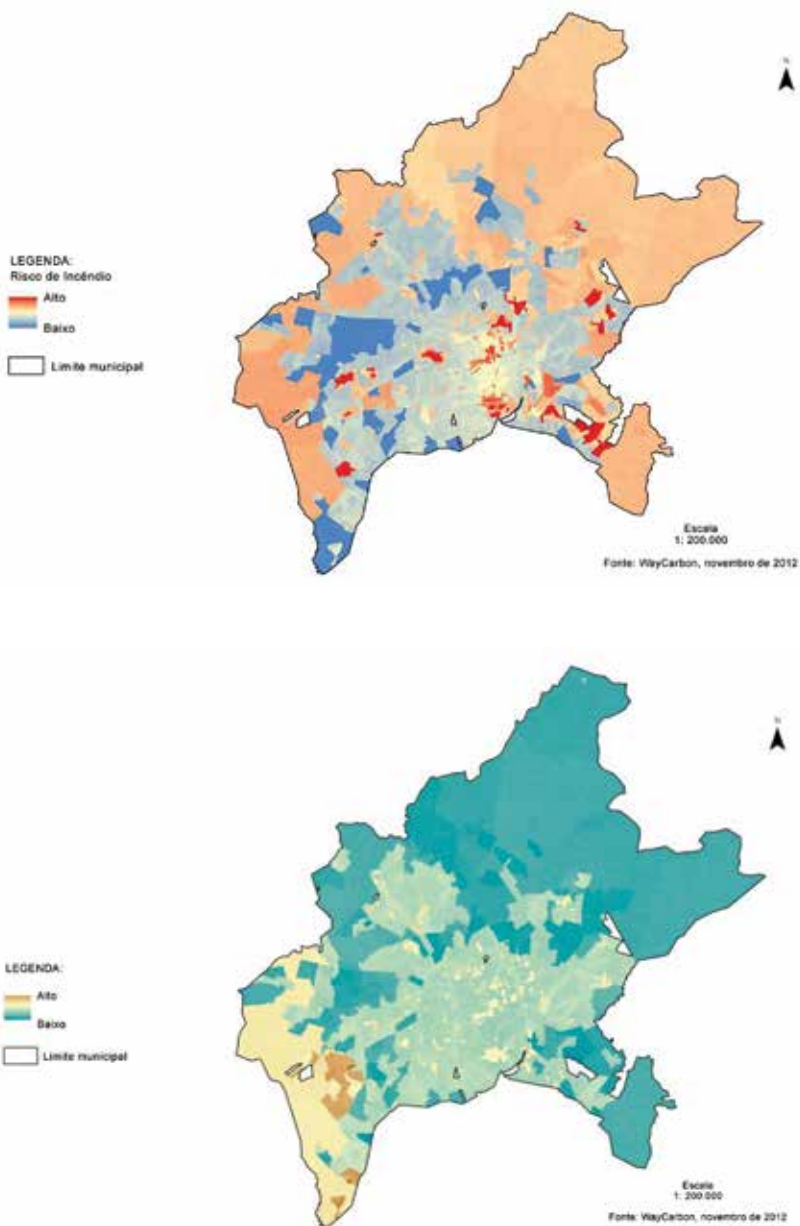 N
LEGENDA:
Risco de Incêndio
Alto
Baixo
Limite municipal
Escala
1: 200.000
Fonte: WayCarbon, novembro de 2012
N
LEGENDA:
Alto
Baixo
Limite municipal
Escala
1: 200.000
Fonte: WayCarbon, novembro de 2012